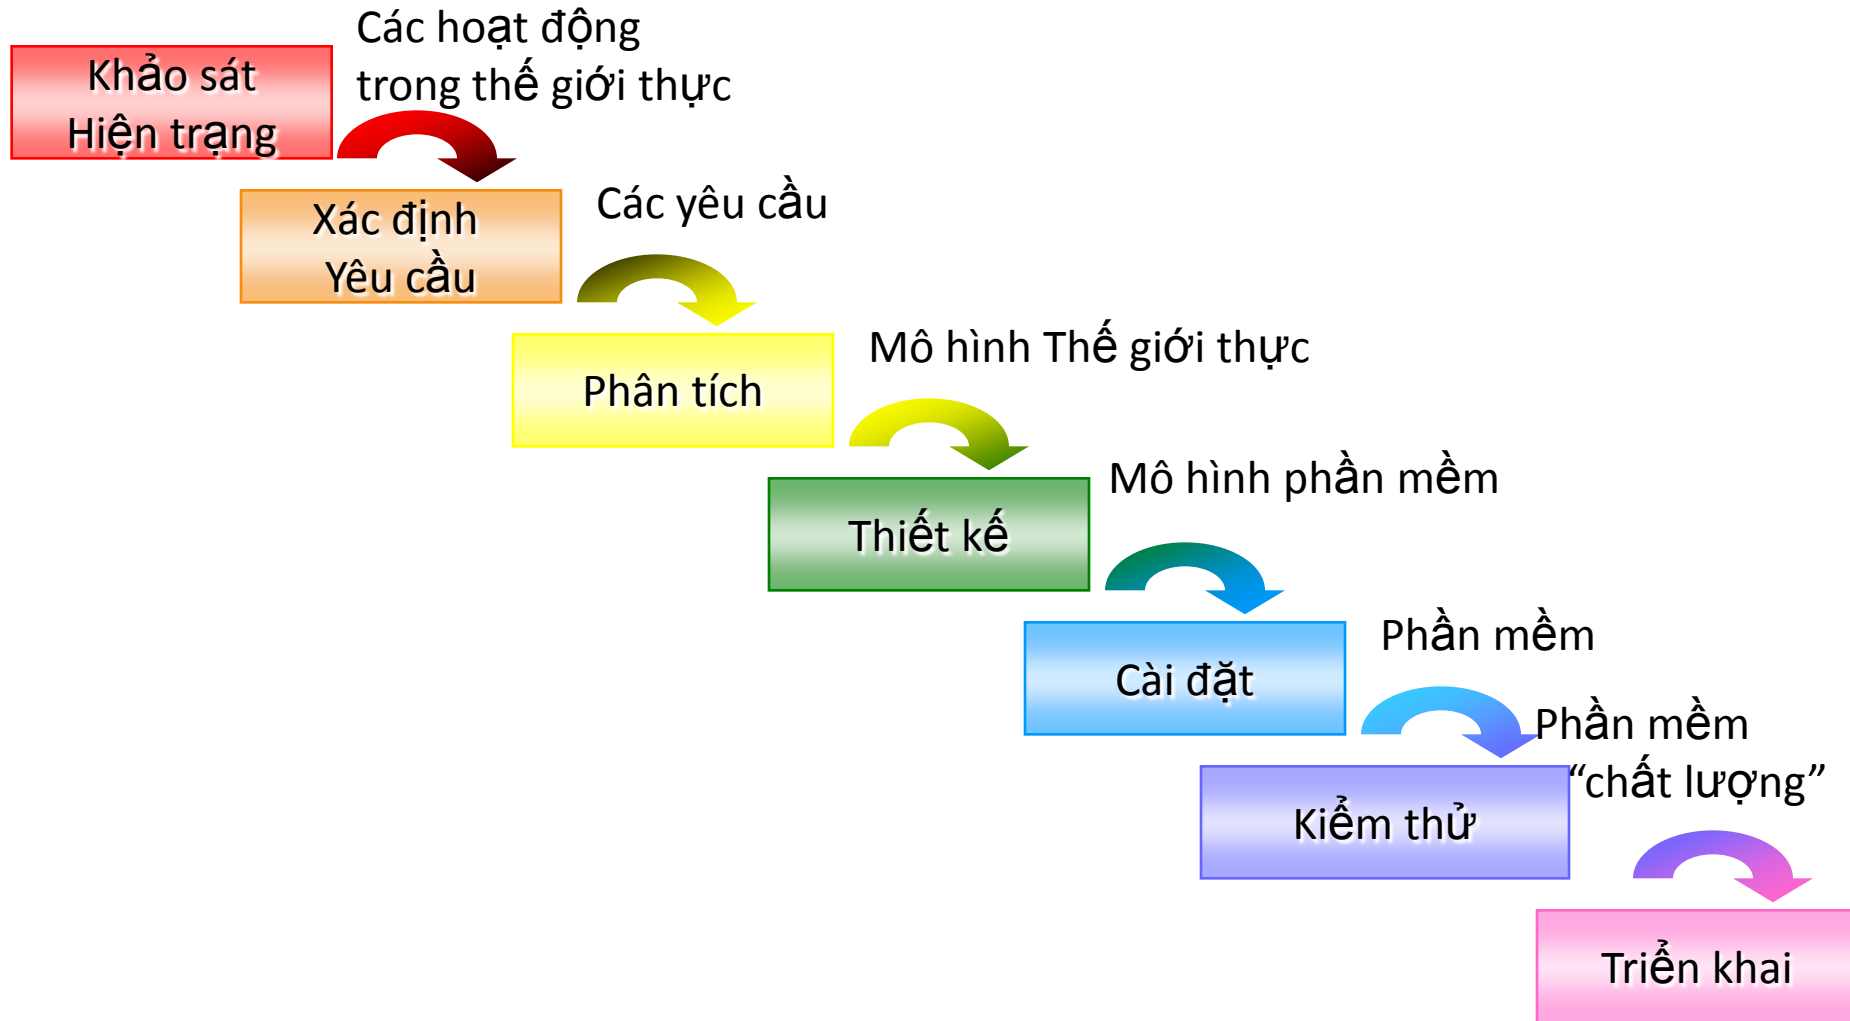 Các hoạt động
trong thế giới thực
Khảo sát
Hiện trạng
Các yêu cầu
Xác định
Yêu cầu
Mô hình Thế giới thực
Phân tích
Mô hình phần mềm
Thiết kế
Phần mềm
Cài đặt
Phần mềm
“chất lượng”
Kiểm thử
Triển khai